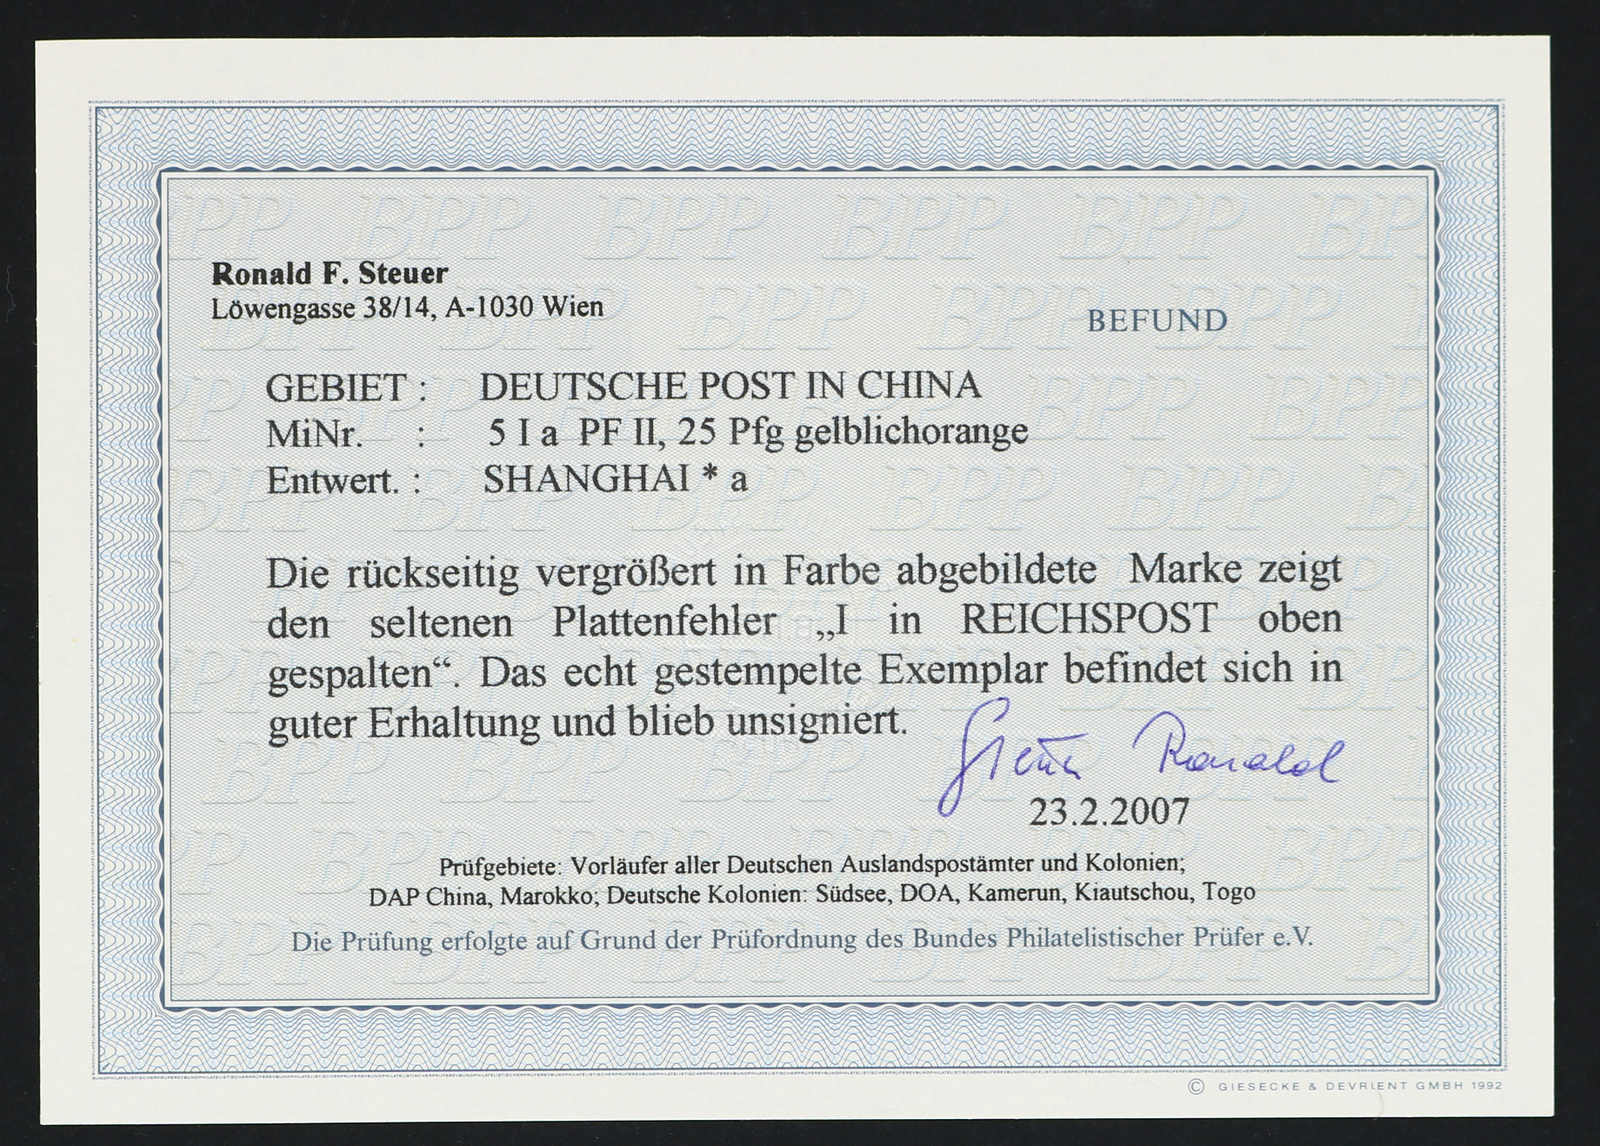 Ronald F. Steuer
Löwengasse 38/14, A-1030 Wien
BEFUND
GEBIET : DEUTSCHE POST IN CHINA
MiNr. : 5 I a PF II, 25 Pfg gelblichorange
Entwert. : SHANGHAI * a
Die rückseitig vergrößert in Farbe abgebildete Marke zeigt
den seltenen Plattenfehler „I in REICHSPOST oben
gespalten“. Das echt gestempelte Exemplar befindet sich in
guter Erhaltung und blieb unsigniert.
Steuer Ronald
23.2.2007
Prüfgebiete: Vorläufer aller Deutschen Auslandspostämter und Kolonien;
DAP China, Marokko; Deutsche Kolonien: Südsee, DOA, Kamerun, Kiautschou, Togo
Die Prüfung erfolgte auf Grund der Prüfordnung des Bundes Philatelistischer Prüfer e.V.
© GIESECKE & DEVRIENT GMBH 1992